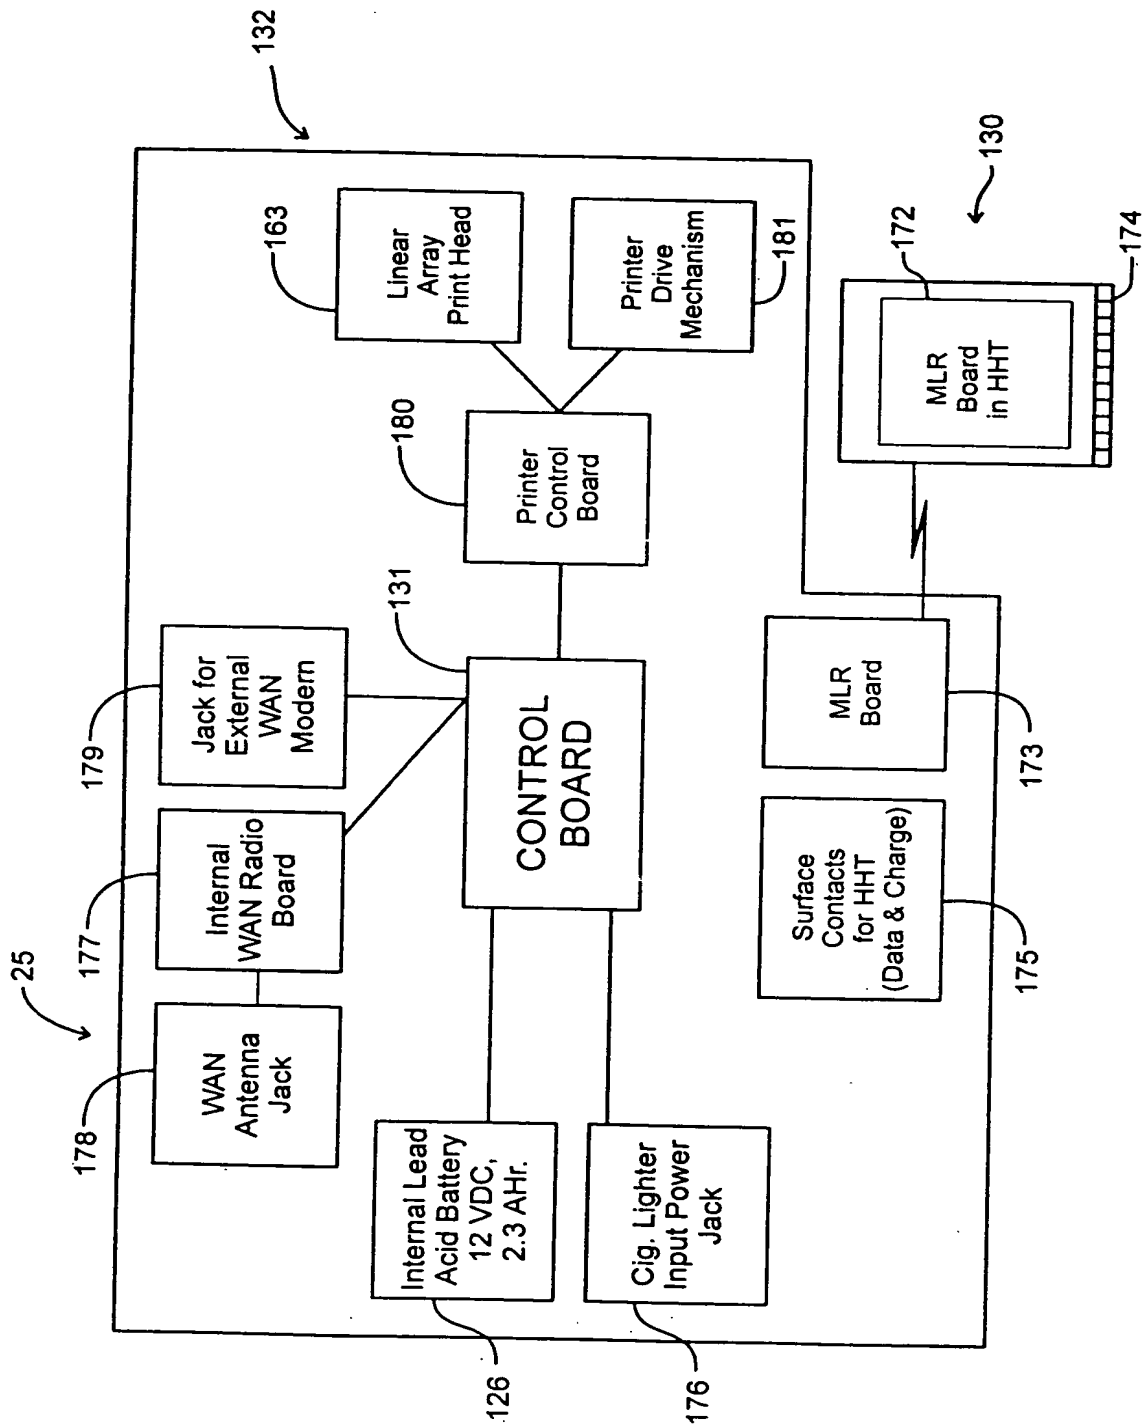 25
178
177
179
131
180
163
132
WAN
Antenna
Jack
Internal
WAN Radio
Board
Jack for
External
WAN
Modern
Linear
Array
Print Head
Internal Lead
Acid Battery
12 VDC,
2.3 AHr.
CONTROL
BOARD
Printer
Control
Board
Printer
Drive
Mechanism
181
126
Cig. Lighter
Input Power
Jack
176
Surface
Contacts
for HHT
(Data & Charge)
175
MLR
Board
173
172
130
MLR
Board
in HHT
174